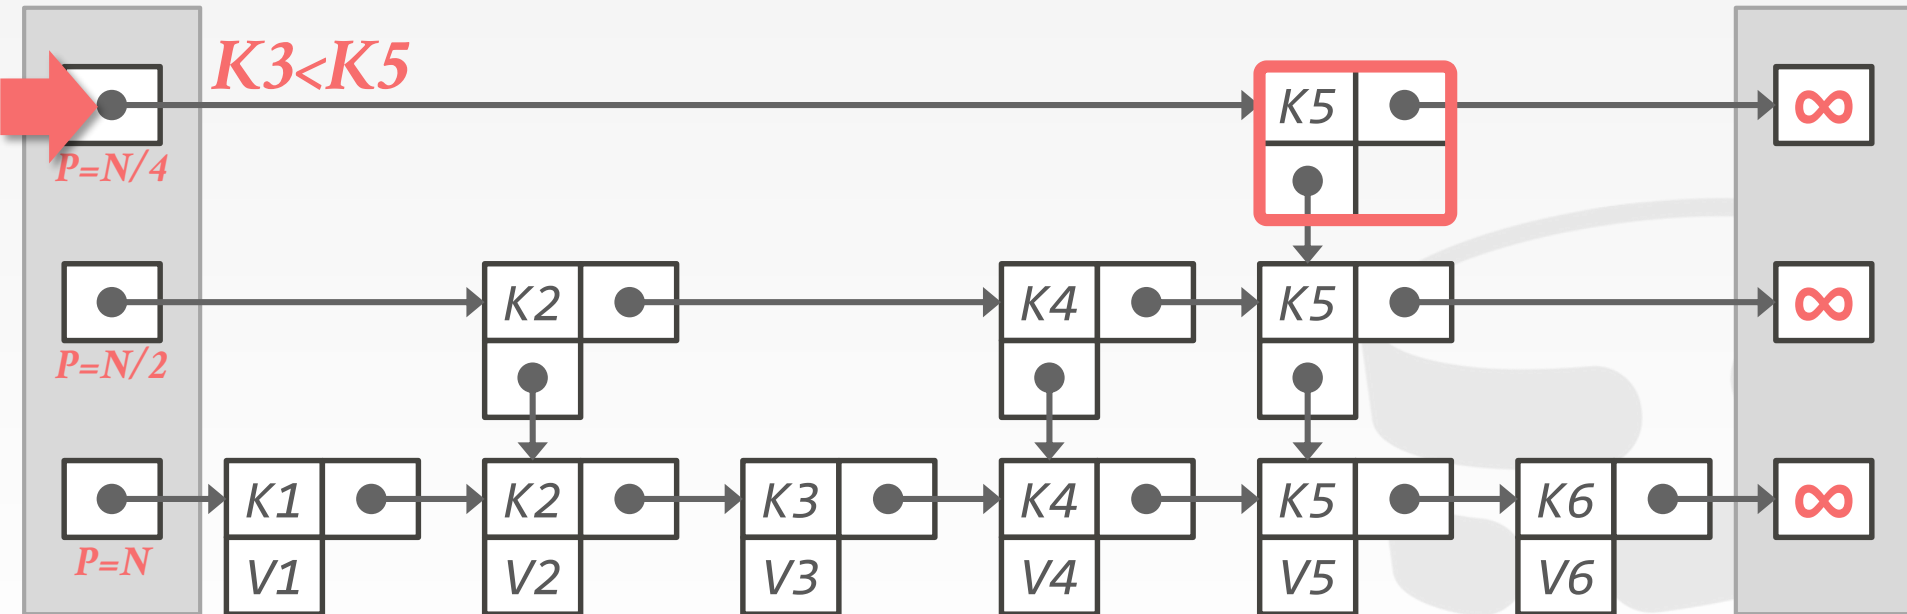 K3<K5
K5 ∞
P=N/4
K2 K4 K5 ∞
P=N/2
K1 K2 K3 K4 K5 K6 ∞
P=N
V1 V2 V3 V4 V5 V6